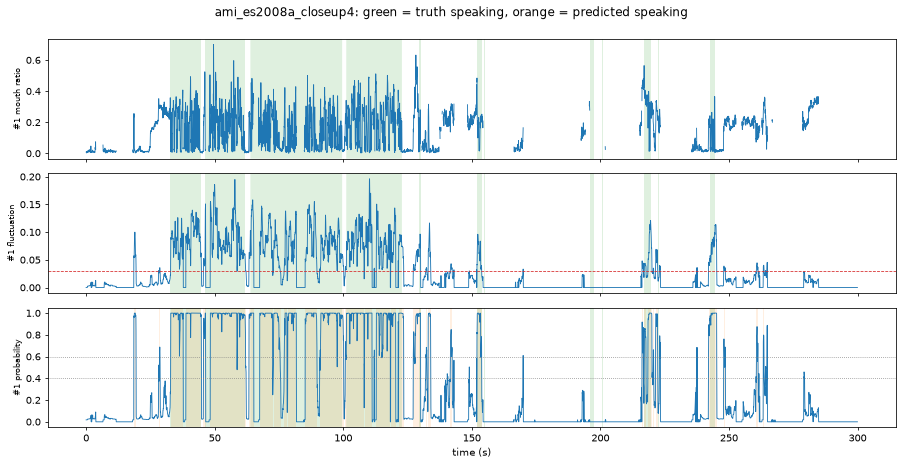 ami_es2008a_closeup4: green = truth speaking, orange = predicted speaking
#1 mouth ratio
0.6
0.4
0.2
0.0
#1 fluctuation
0.20
0.15
0.10
0.05
0.00
#1 probability
1.0
0.8
0.6
0.4
0.2
0.0
0 50 100 150 200 250 300
time (s)